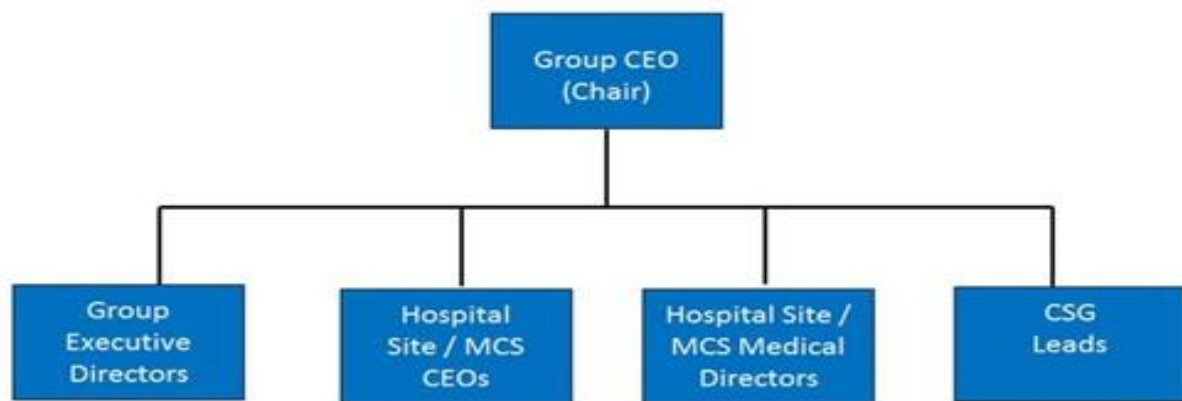 Group CEO
(Chair)
Group
Executive
Directors
Hospital
Site / MCS
CEOs
Hospital Site /
MCS Medical
Directors
CSG
Leads